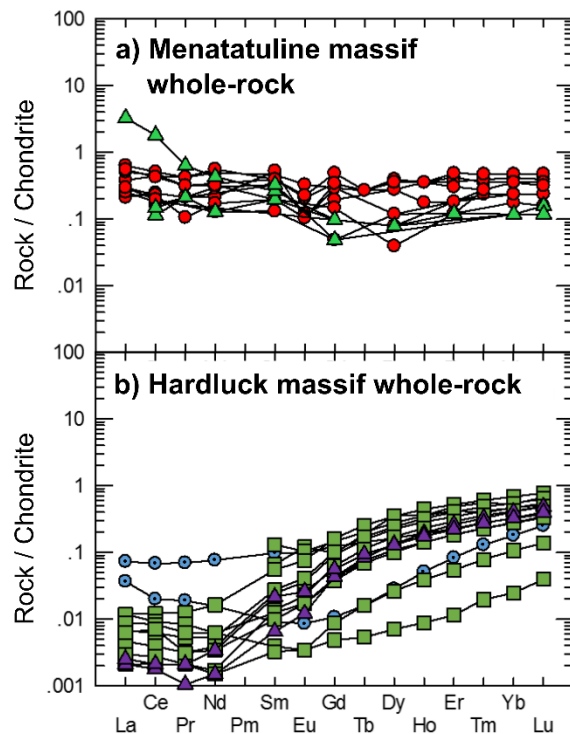 100
a) Menatatuline massif
10
whole-rock
1
Rock / Chondrite
.1
.01
100
b) Hardluck massif whole-rock
10
1
Rock / Chondrite
.1
.01
.001
Ce Nd Sm Gd Dy Er Yb
La Pr Pm Eu Tb Ho Tm Lu